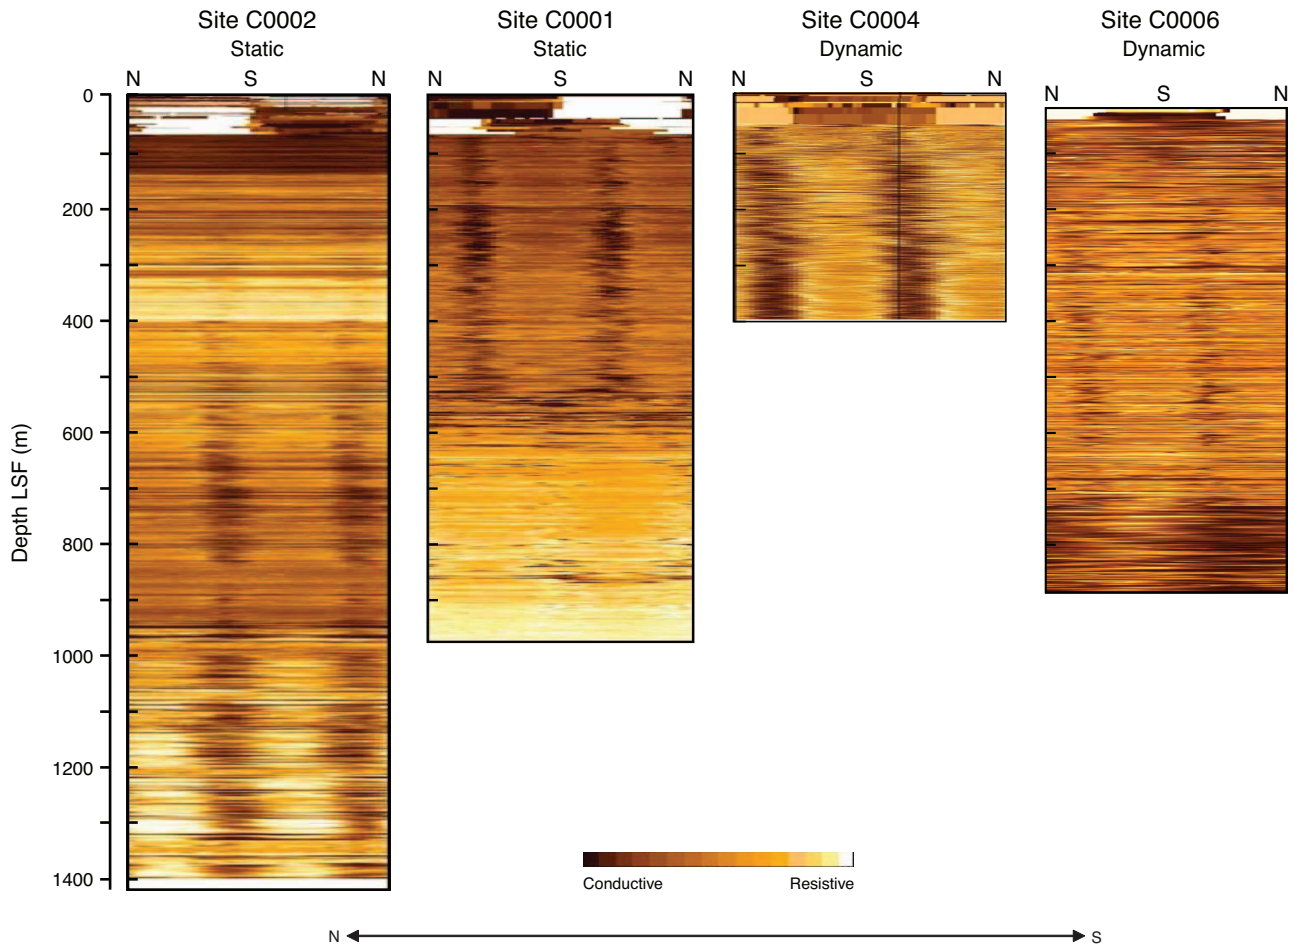 Site C0002
Static
Site C0001
Static
Site C0004
Dynamic
Site C0006
Dynamic
N S N
N S N
N S N
N S N
0
200
400
600
800
1000
1200
1400
Depth LSF (m)
Conductive Resistive
N S